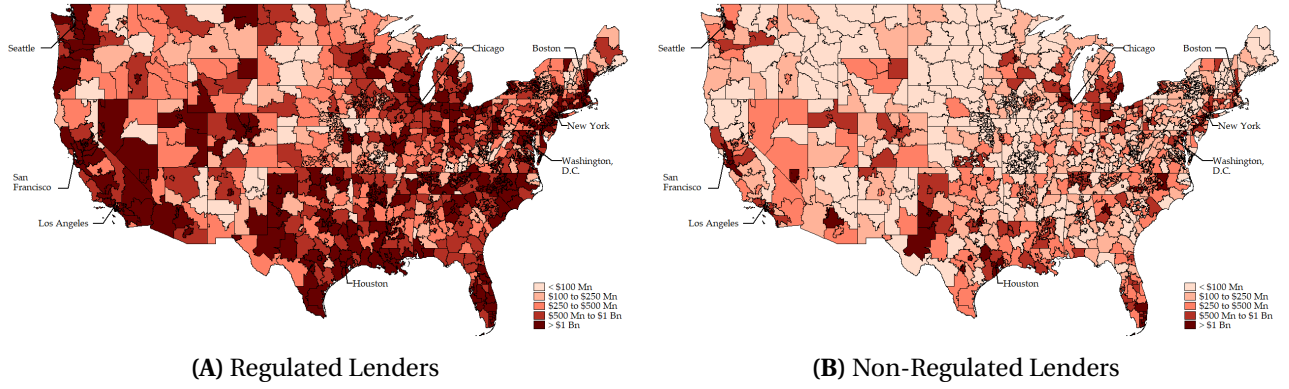 Seattle
Chicago
Boston
New York
Washington,
D.C.
San
Francisco
Los Angeles
Houston
< $100 Mn
$100 to $250 Mn
$250 to $500 Mn
$500 Mn to $1 Bn
> $1 Bn
(A) Regulated Lenders
Seattle
Chicago
Boston
New York
Washington,
D.C.
San
Francisco
Los Angeles
Houston
< $100 Mn
$100 to $250 Mn
$250 to $500 Mn
$500 Mn to $1 Bn
> $1 Bn
(B) Non-Regulated Lenders